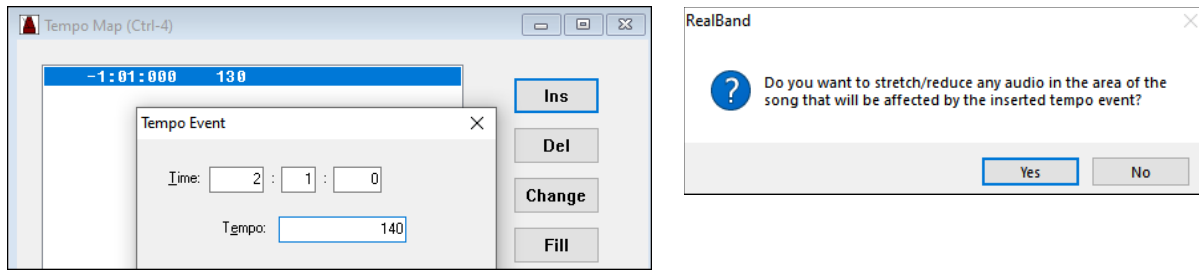 Tempo Map (Ctrl-4)
-1:01:000 130
Ins
Tempo Event
Del
Time: 2 : 1 : 0
Change
Tempo: 140
Fill
RealBand
Do you want to stretch/reduce any audio in the area of the
song that will be affected by the inserted tempo event?
Yes No